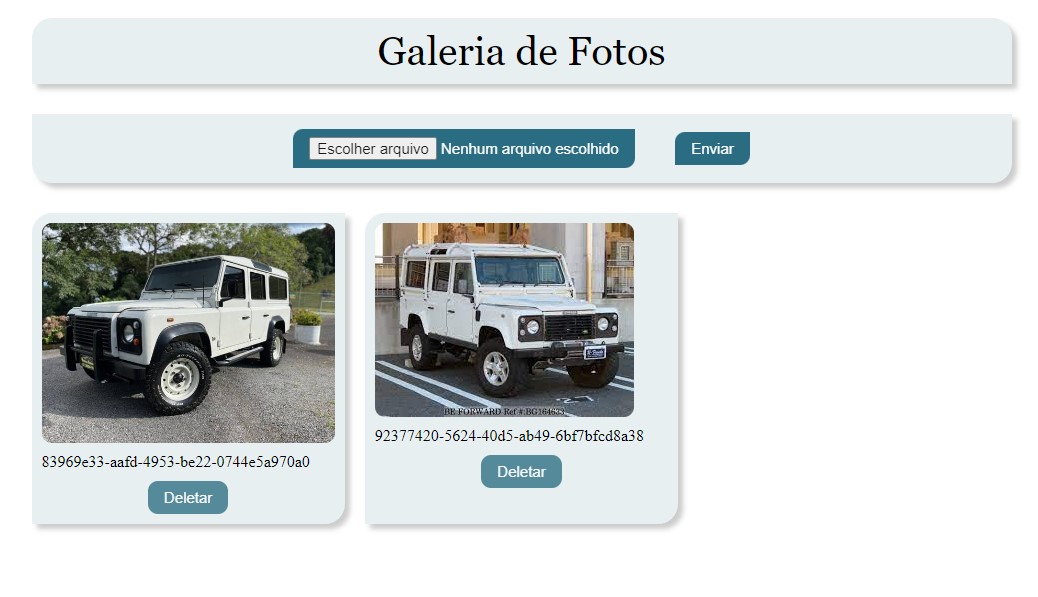 Galeria de Fotos
Escolher arquivo Nenhum arquivo escolhido
Enviar
BE FORWARD Ref #:BG164633
83969e33-aafd-4953-be22-0744e5a970a0
92377420-5624-40d5-ab49-6bf7bfcd8a38
Deletar
Deletar